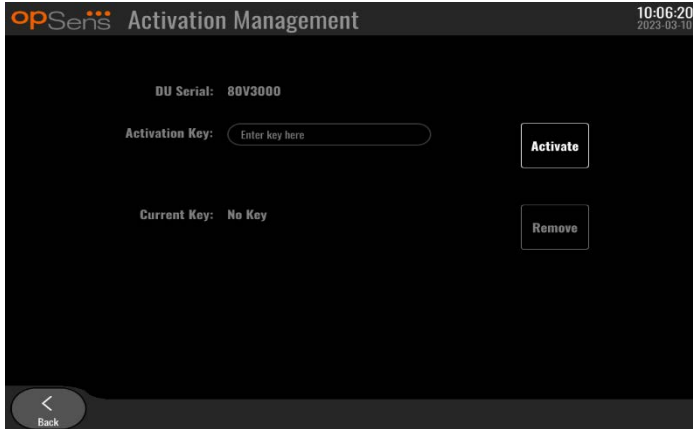 opSens Activation Management
10:06:20
2023-03-10
DU Serial: 80V3000
Activation Key: Enter key here
Activate
Current Key: No Key
Remove
Back